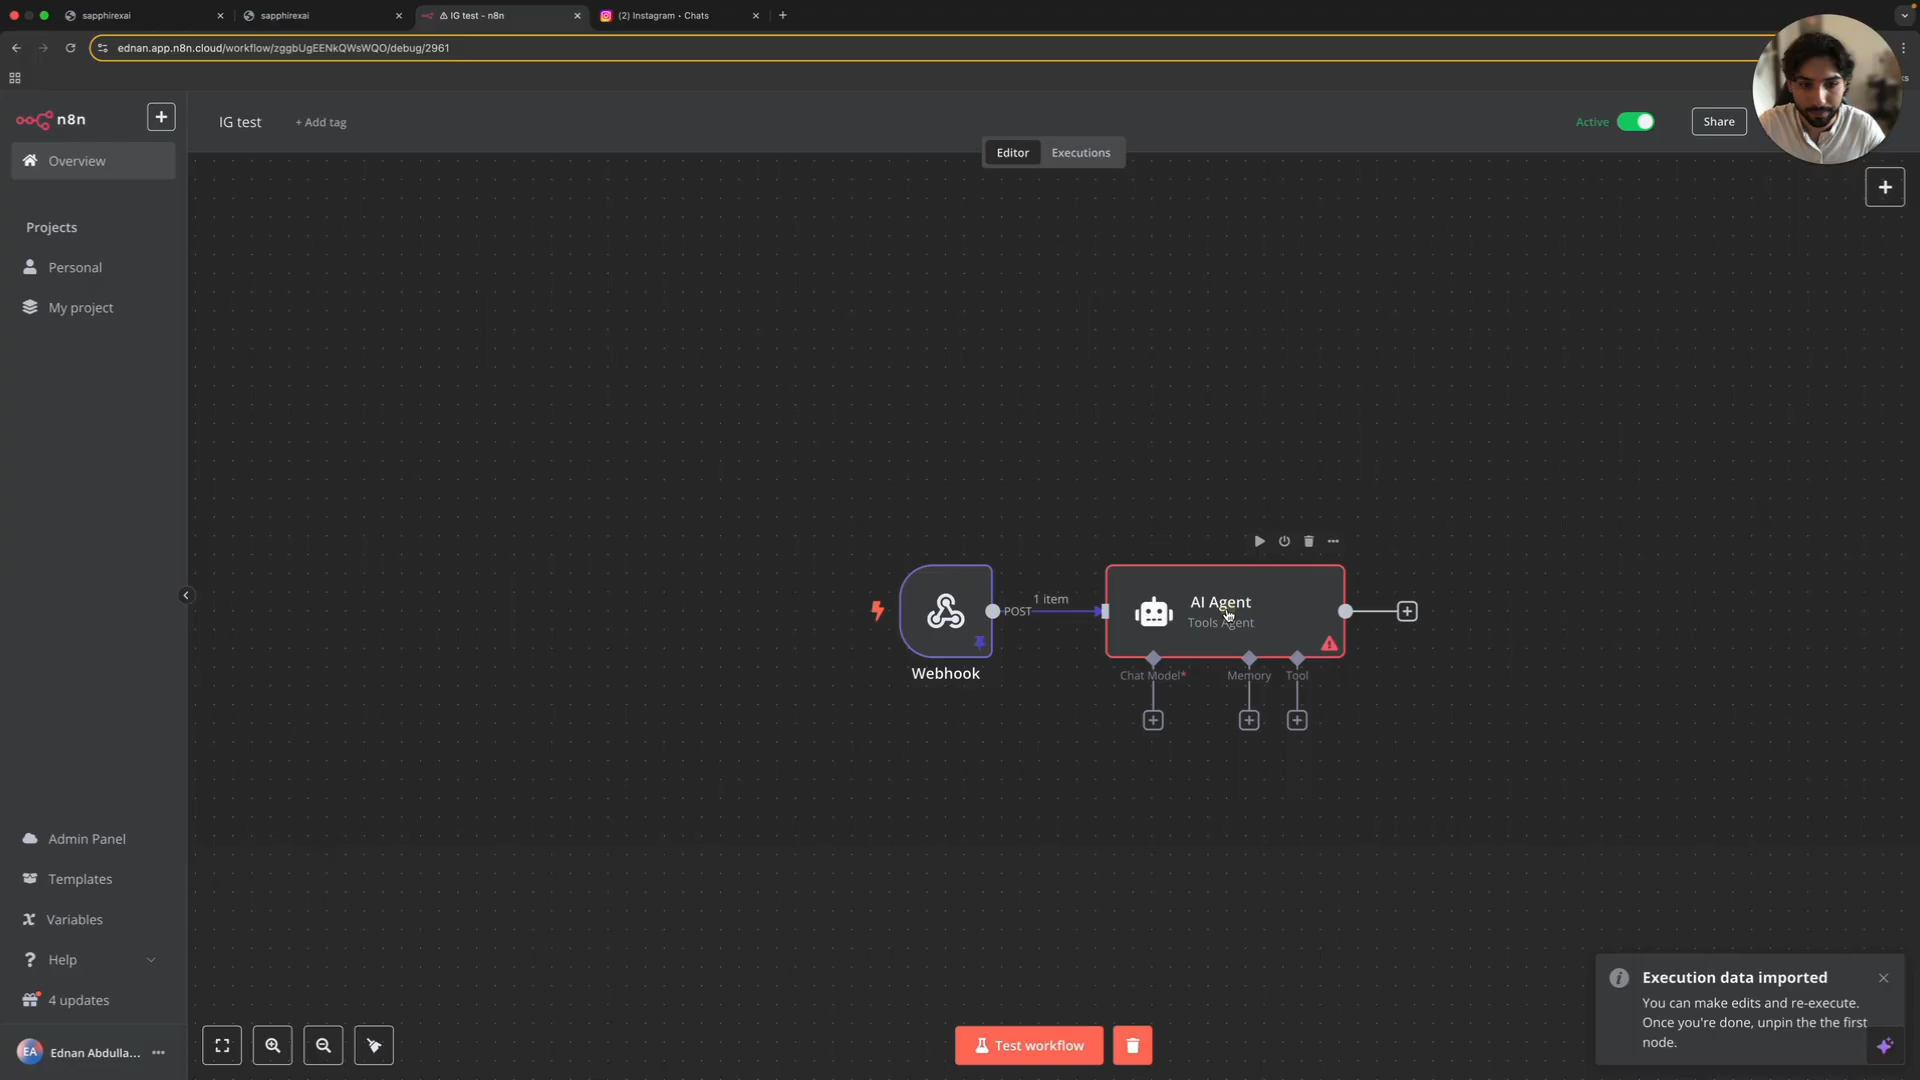 sapphirexai
sapphirexai
⚠ IG test - n8n
(2) Instagram • Chats
ednan.app.n8n.cloud/workflow/zggbUgEENkQWsWQO/debug/2961
n8n
IG test
+ Add tag
Active
Share
Editor
Executions
Overview
Projects
Personal
My project
1 item
POST
AI Agent
Tools Agent
Webhook
Chat Model*
Memory
Tool
Admin Panel
Templates
Variables
Help
4 updates
EA
Ednan Abdulla...
Test workflow
Execution data imported
You can make edits and re-execute.
Once you're done, unpin the the first
node.